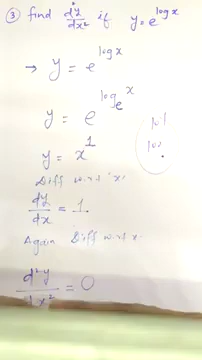 ③ find d²y/dx² if y = e^log x
→ y = e^log x
y = e^logₑ x
y = x¹
Diff w.r.t 'x'
dy/dx = 1
Again Diff w.r.t x
d²y/dx² = 0